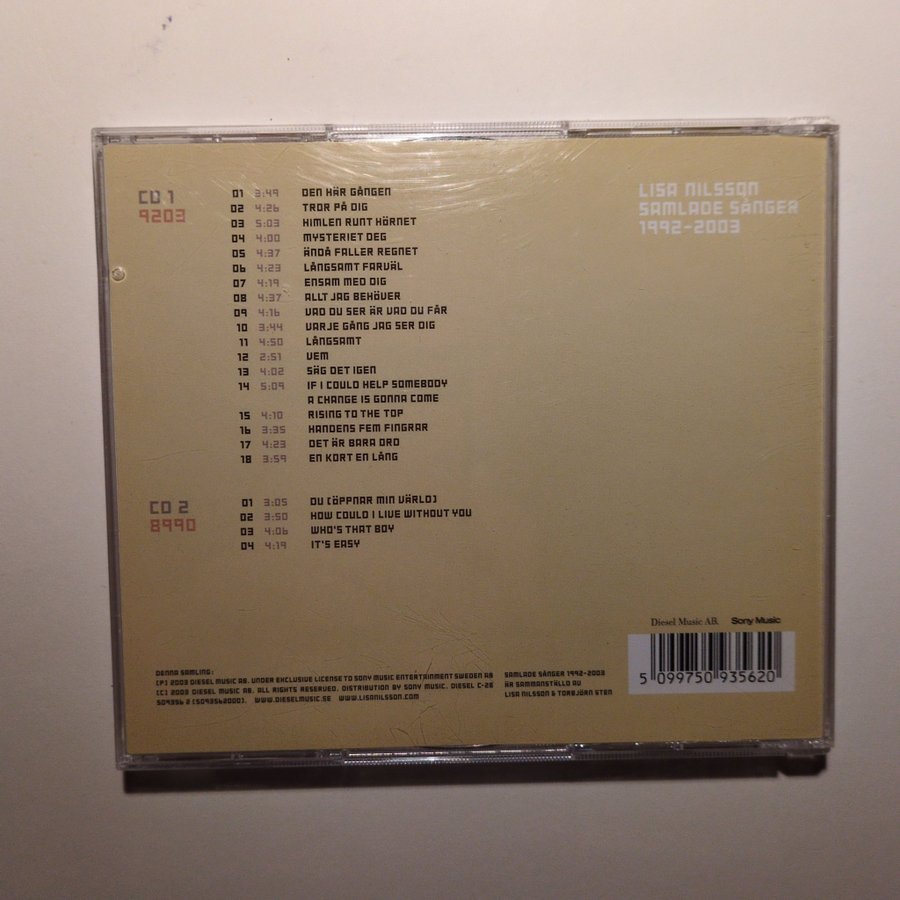 CD 1
9203
01 3:49 DEN HÄR GÅNGEN
02 4:26 TROR PÅ DIG
03 5:03 HIMLEN RUNT HÖRNET
04 4:00 MYSTERIET DEG
05 4:37 ÄNDÅ FALLER REGNET
06 4:23 LÅNGSAMT FARVÄL
07 4:19 ENSAM MED DIG
08 4:37 ALLT JAG BEHÖVER
09 4:16 VAD DU SER ÄR VAD DU FÅR
10 3:44 VARJE GÅNG JAG SER DIG
11 4:50 LÅNGSAMT
12 2:51 VEM
13 4:02 SÄG DET IGEN
14 5:09 IF I COULD HELP SOMEBODY
A CHANGE IS GONNA COME
15 4:10 RISING TO THE TOP
16 3:35 HANDENS FEM FINGRAR
17 4:23 DET ÄR BARA ORD
18 3:59 EN KORT EN LÅNG
CD 2
8990
01 3:05 DU (ÖPPNAR MIN VÄRLD)
02 3:50 HOW COULD I LIVE WITHOUT YOU
03 4:06 WHO'S THAT BOY
04 4:19 IT'S EASY
LISA NILSSON
SAMLADE SÅNGER
1992-2003
Diesel Music AB. Sony Music
5 099750 935620
DENNA SAMLING:
(P) 2003 DIESEL MUSIC AB. UNDER EXCLUSIVE LICENSE TO SONY MUSIC ENTERTAINMENT SWEDEN AB
(C) 2003 DIESEL MUSIC AB. ALL RIGHTS RESERVED. DISTRIBUTION BY SONY MUSIC. DIESEL C-28
509356 2 (5093562000). WWW.DIESELMUSIC.SE WWW.LISANILSSON.COM
SAMLADE SÅNGER 1992-2003
ÄR SAMMANSTÄLLD AV
LISA NILSSON & TORBJÖRN STEN